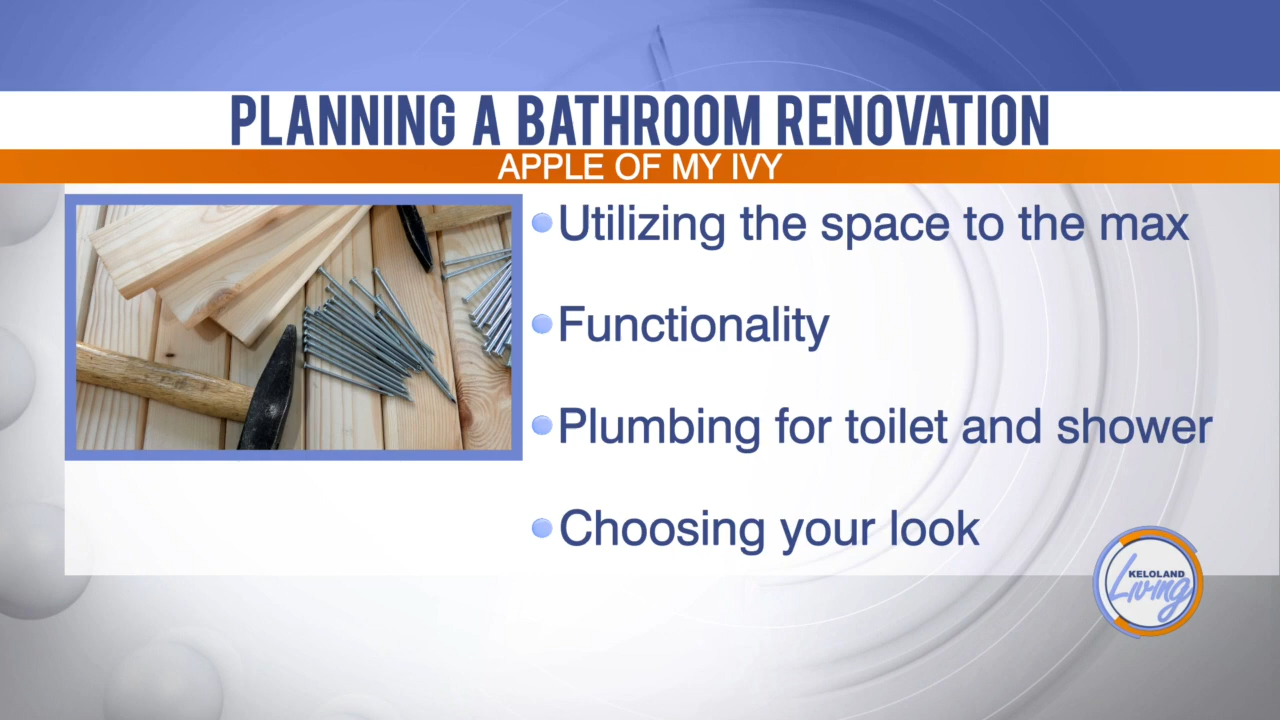 PLANNING A BATHROOM RENOVATION
APPLE OF MY IVY
Utilizing the space to the max
Functionality
Plumbing for toilet and shower
Choosing your look
KELOLAND
Living